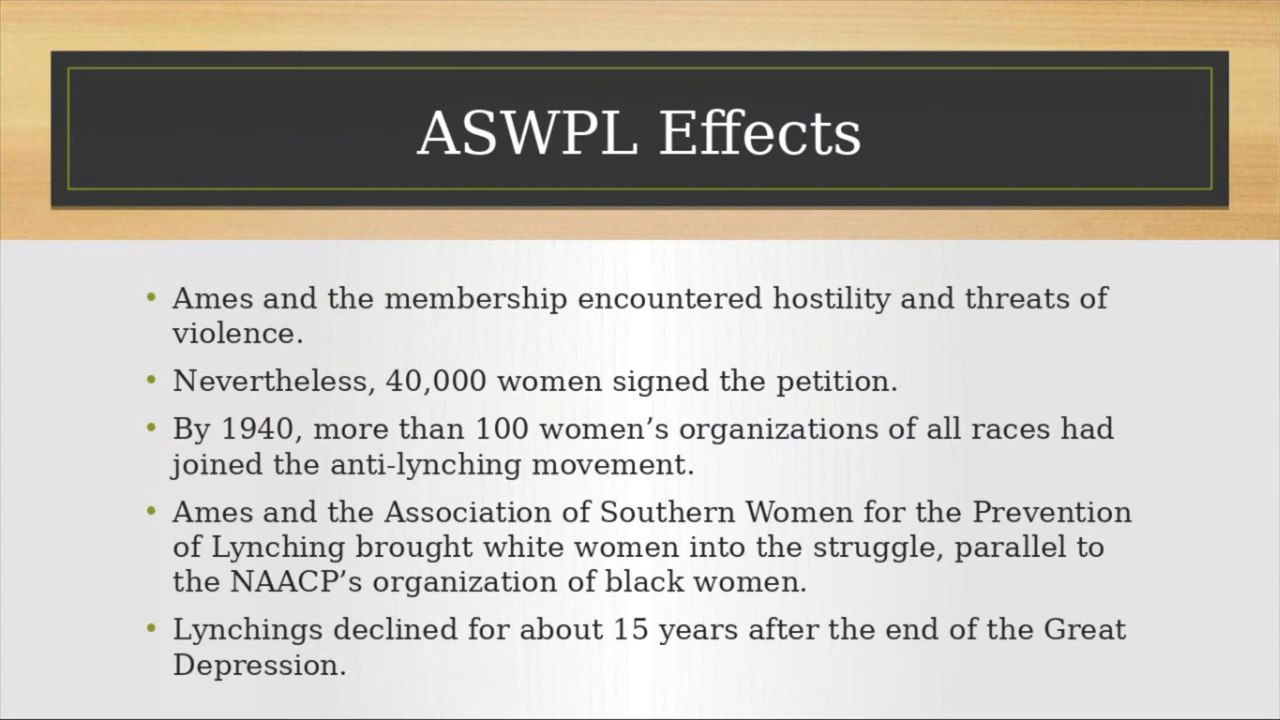 ASWPL Effects
• Ames and the membership encountered hostility and threats of
violence.
• Nevertheless, 40,000 women signed the petition.
• By 1940, more than 100 women’s organizations of all races had
joined the anti-lynching movement.
• Ames and the Association of Southern Women for the Prevention
of Lynching brought white women into the struggle, parallel to
the NAACP’s organization of black women.
• Lynchings declined for about 15 years after the end of the Great
Depression.